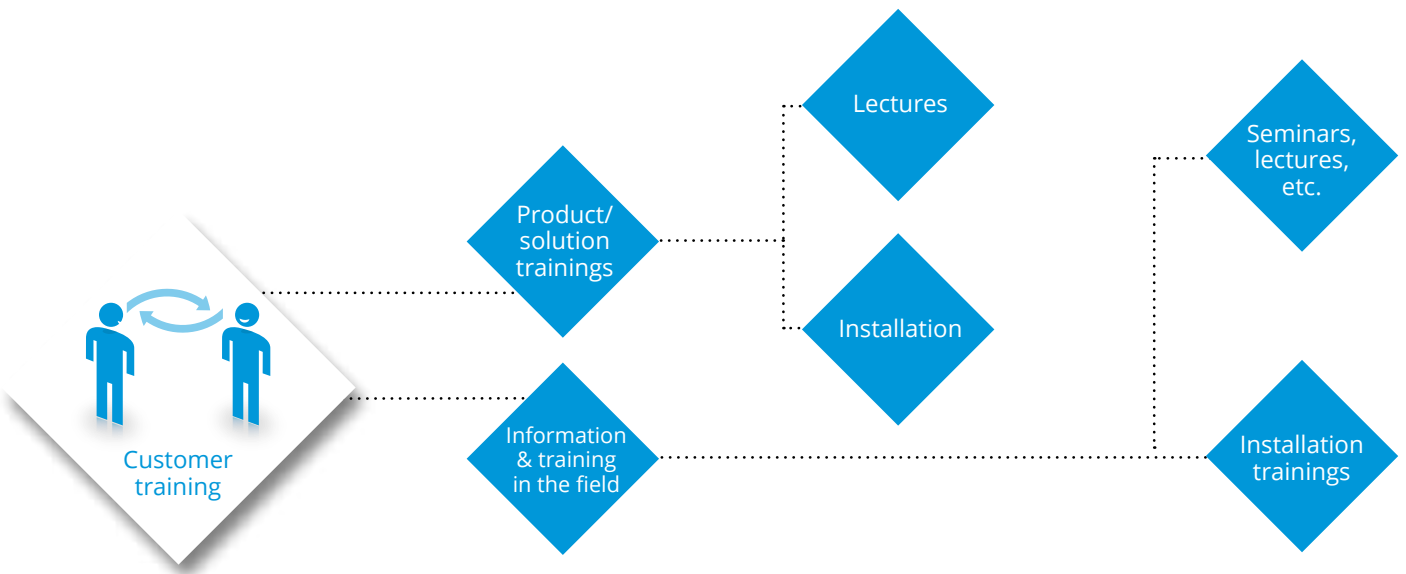 Customer
training
Product/
solution
trainings
Information
& training
in the field
Lectures
Installation
Seminars,
lectures,
etc.
Installation
trainings